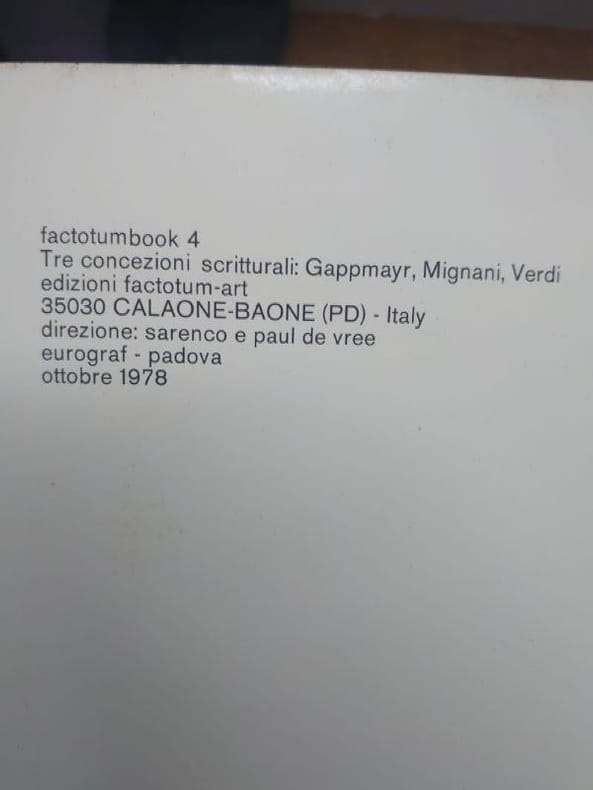 factotumbook 4
Tre concezioni scritturali: Gappmayr, Mignani, Verdi
edizioni factotum-art
35030 CALAONE-BAONE (PD) - Italy
direzione: sarenco e paul de vree
eurograf - padova
ottobre 1978